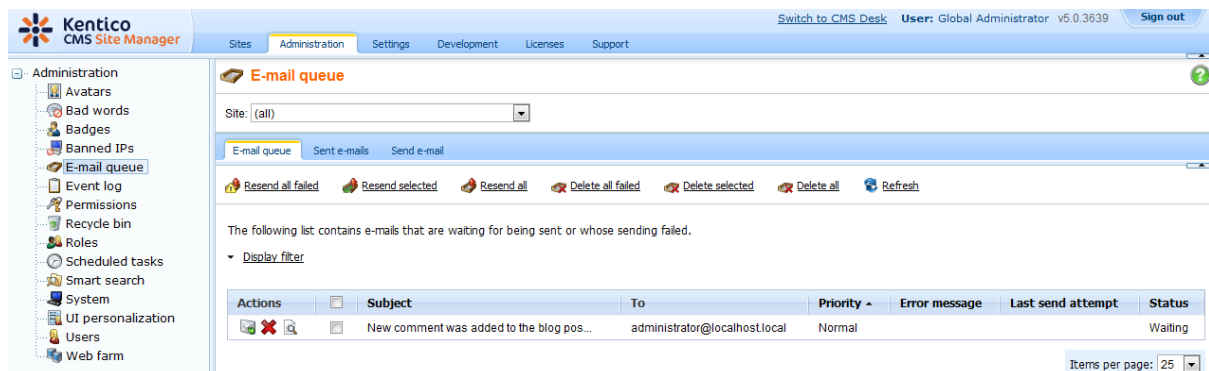 Kentico
CMS Site Manager
Switch to CMS Desk User: Global Administrator v5.0.3639 Sign out
Sites Administration Settings Development Licenses Support
Administration
Avatars
Bad words
Badges
Banned IPs
E-mail queue
Event log
Permissions
Recycle bin
Roles
Scheduled tasks
Smart search
System
UI personalization
Users
Web farm
E-mail queue
Site: (all)
E-mail queue Sent e-mails Send e-mail
Resend all failed Resend selected Resend all Delete all failed Delete selected Delete all Refresh
The following list contains e-mails that are waiting for being sent or whose sending failed.
Display filter
Actions Subject To Priority Error message Last send attempt Status
New comment was added to the blog pos... administrator@localhost.local Normal Waiting
Items per page: 25